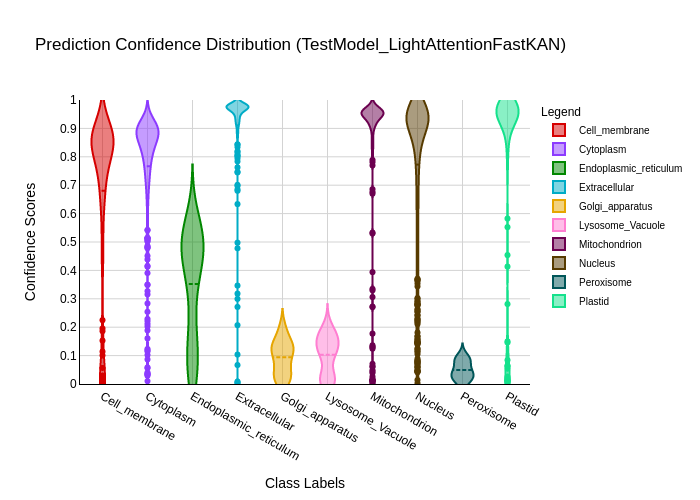 Prediction Confidence Distribution (TestModel_LightAttentionFastKAN)
Confidence Scores
1
0.9
0.8
0.7
0.6
0.5
0.4
0.3
0.2
0.1
0
Cell_membrane
Cytoplasm
Endoplasmic_reticulum
Extracellular
Golgi_apparatus
Lysosome_Vacuole
Mitochondrion
Nucleus
Peroxisome
Plastid
Class Labels
Legend
Cell_membrane
Cytoplasm
Endoplasmic_reticulum
Extracellular
Golgi_apparatus
Lysosome_Vacuole
Mitochondrion
Nucleus
Peroxisome
Plastid